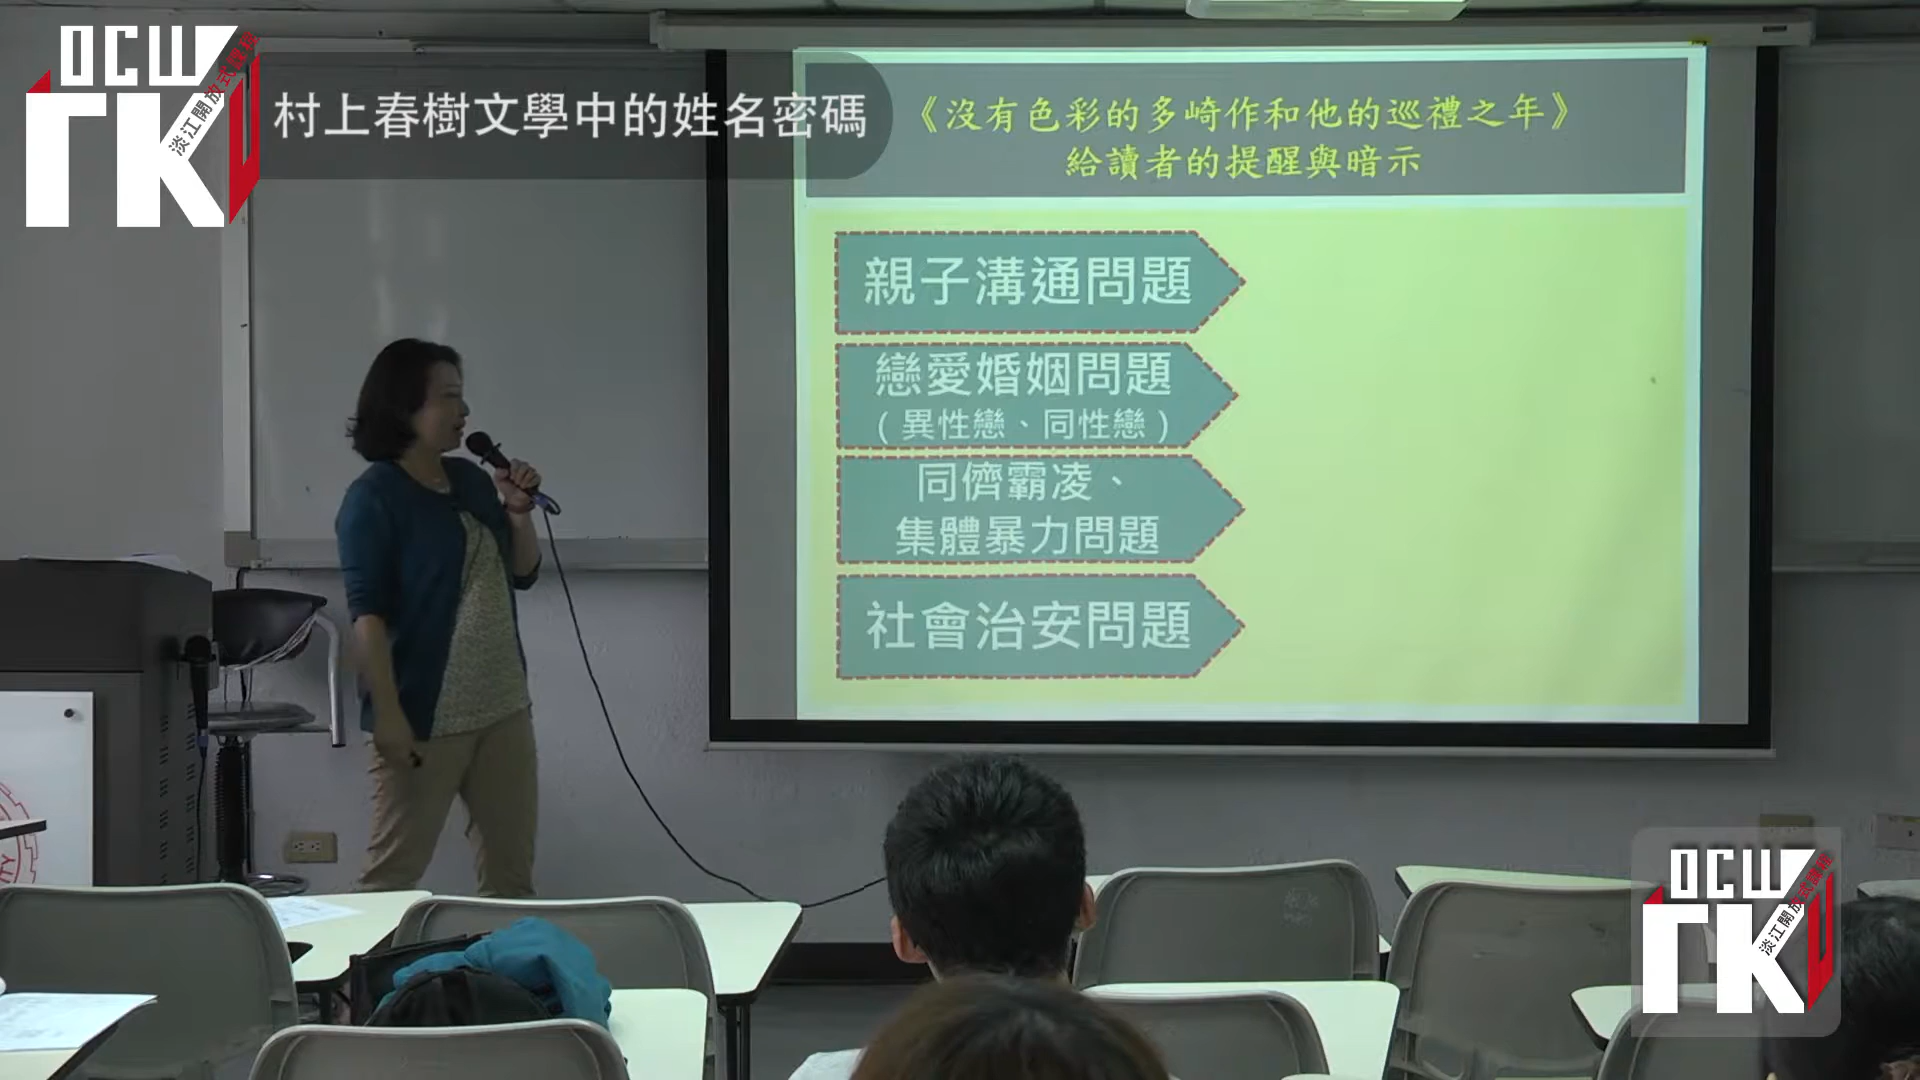 OCW
TKU
淡江開放式課程
村上春樹文學中的姓名密碼
《沒有色彩的多崎作和他的巡禮之年》
給讀者的提醒與暗示
親子溝通問題
戀愛婚姻問題
(異性戀、同性戀)
同儕霸凌、
集體暴力問題
社會治安問題
OCW
TKU
淡江開放式課程